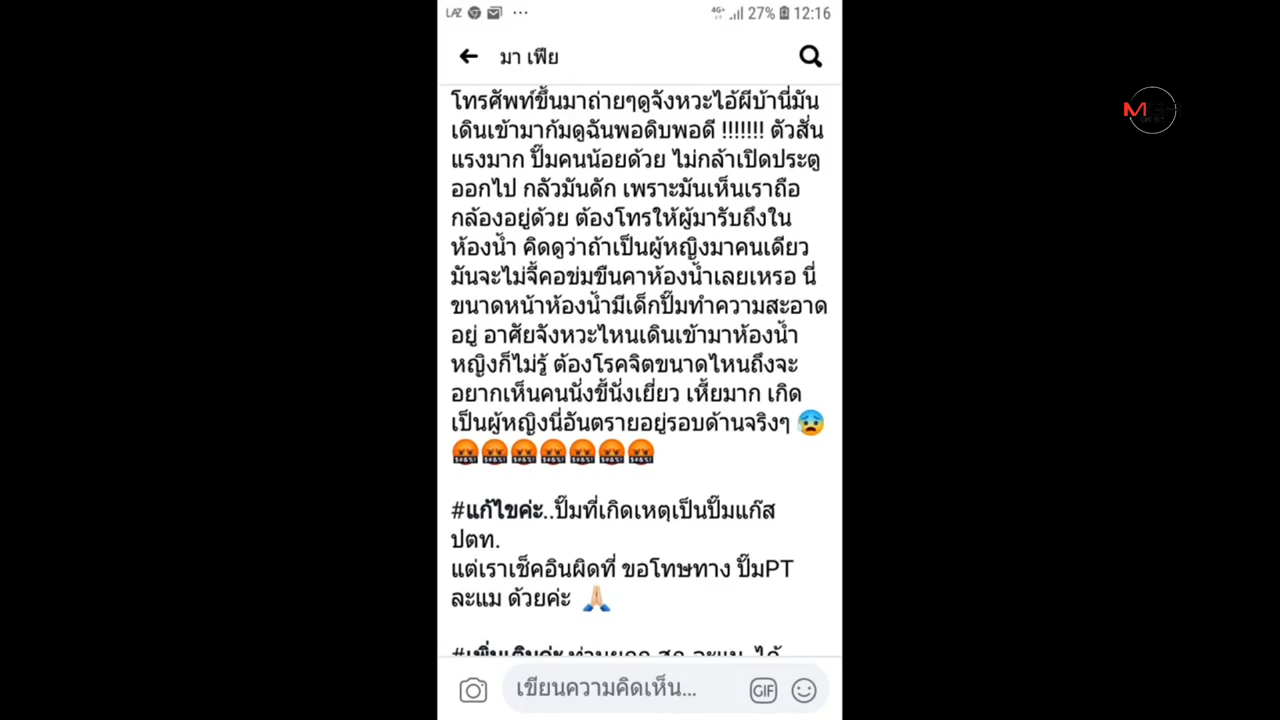 LAZ ... 4G+ 27% 12:16
มา เฟีย
โทรศัพท์ขึ้นมาถ่ายๆดูจังหวะไอ้ผีบ้านี่มัน
เดินเข้ามาก้มดูฉันพอดิบพอดี !!!!!!! ตัวสั่น
แรงมาก ปั๊มคนน้อยด้วย ไม่กล้าเปิดประตู
ออกไป กลัวมันดัก เพราะมันเห็นเราถือ
กล้องอยู่ด้วย ต้องโทรให้ผู้มารับถึงใน
ห้องน้ำ คิดดูว่าถ้าเป็นผู้หญิงมาคนเดียว
มันจะไม่จี้คอข่มขืนคาห้องน้ำเลยเหรอ นี่
ขนาดหน้าห้องน้ำมีเด็กปั๊มทำความสะอาด
อยู่ อาศัยจังหวะไหนเดินเข้ามาห้องน้ำ
หญิงก็ไม่รู้ ต้องโรคจิตขนาดไหนถึงจะ
อยากเห็นคนนั่งขี้นั่งเยี่ยว เหี้ยมาก เกิด
เป็นผู้หญิงนี่อันตรายอยู่รอบด้านจริงๆ 😰
🤬🤬🤬🤬🤬🤬🤬
#แก้ไขค่ะ..ปั๊มที่เกิดเหตุเป็นปั๊มแก๊ส
ปตท.
แต่เราเช็คอินผิดที่ ขอโทษทาง ปั๊มPT
ละแม ด้วยค่ะ 🙏🏻
#เพิ่มเติมค่ะ
เขียนความคิดเห็น... GIF